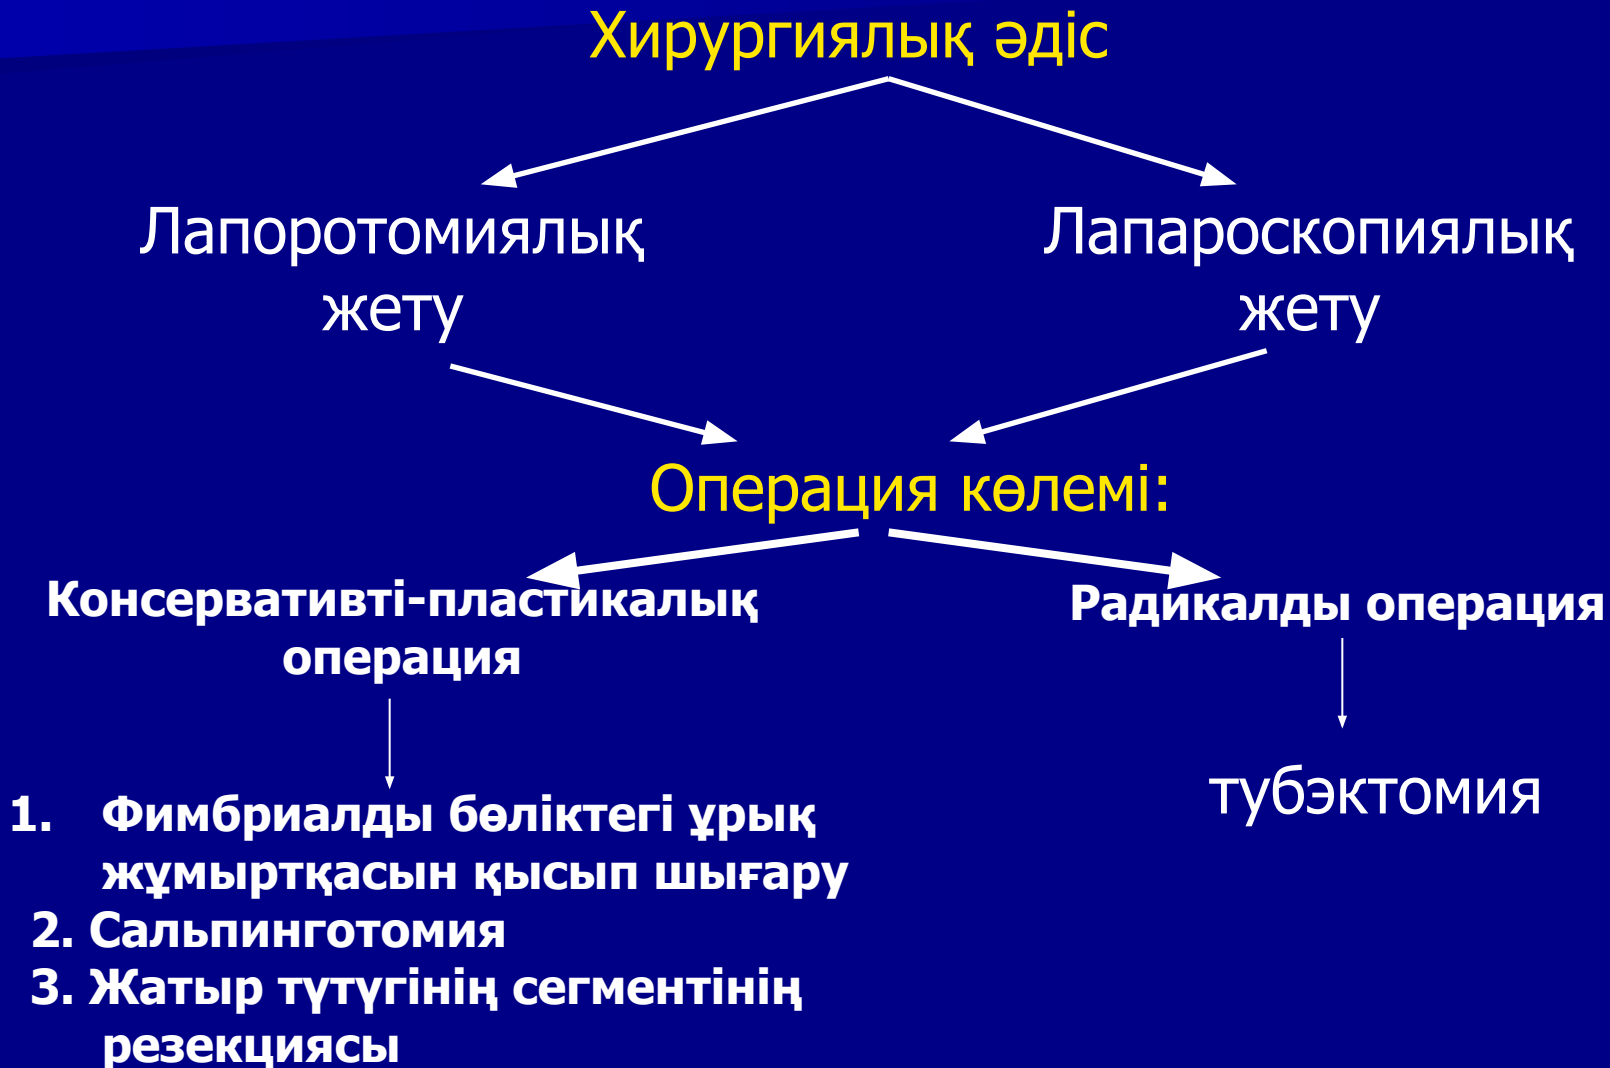 Хирургиялық әдіс
Лапоротомиялық
жету
Лапароскопиялық
жету
Операция көлемі:
Консервативті-пластикалық
операция
Радикалды операция
тубэктомия
1. Фимбриалды бөліктегі ұрық
жұмыртқасын қысып шығару
2. Сальпинготомия
3. Жатыр түтүгінің сегментінің
резекциясы